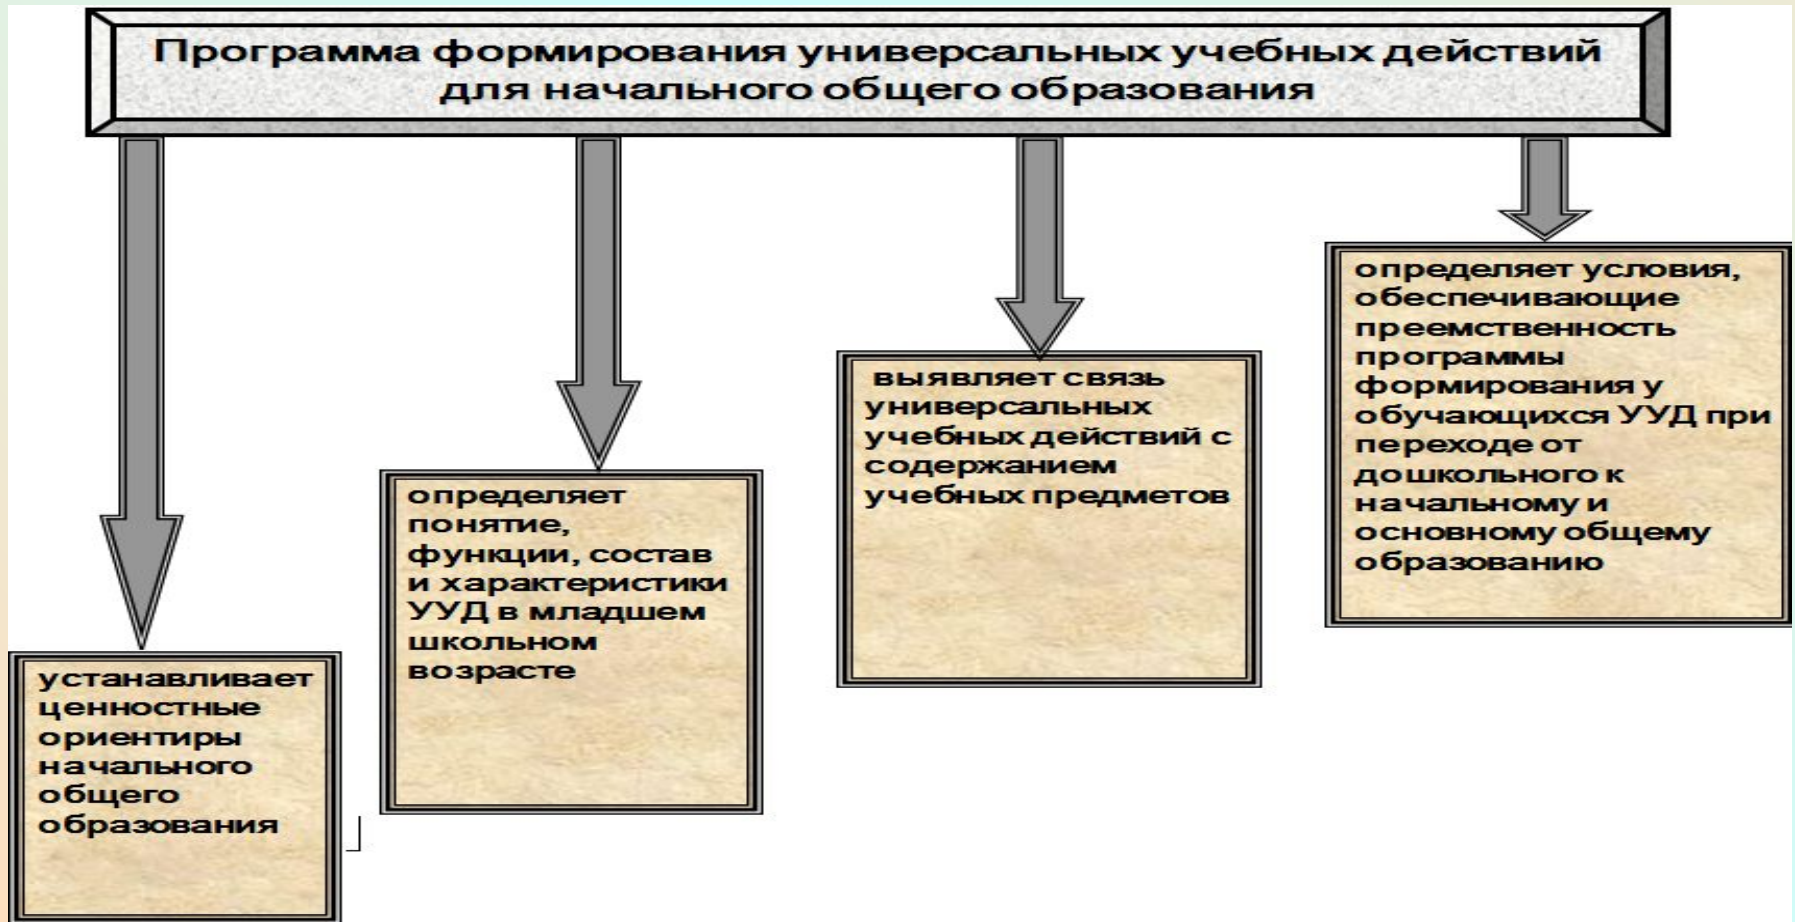 Программа формирования универсальных учебных действий
для начального общего образования
устанавливает
ценностные
ориентиры
начального
общего
образования
определяет
понятие,
функции, состав
и характеристики
УУД в младшем
школьном
возрасте
выявляет связь
универсальных
учебных действий с
содержанием
учебных предметов
определяет условия,
обеспечивающие
преемственность
программы
формирования у
обучающихся УУД при
переходе от
дошкольного к
начальному и
основному общему
образованию